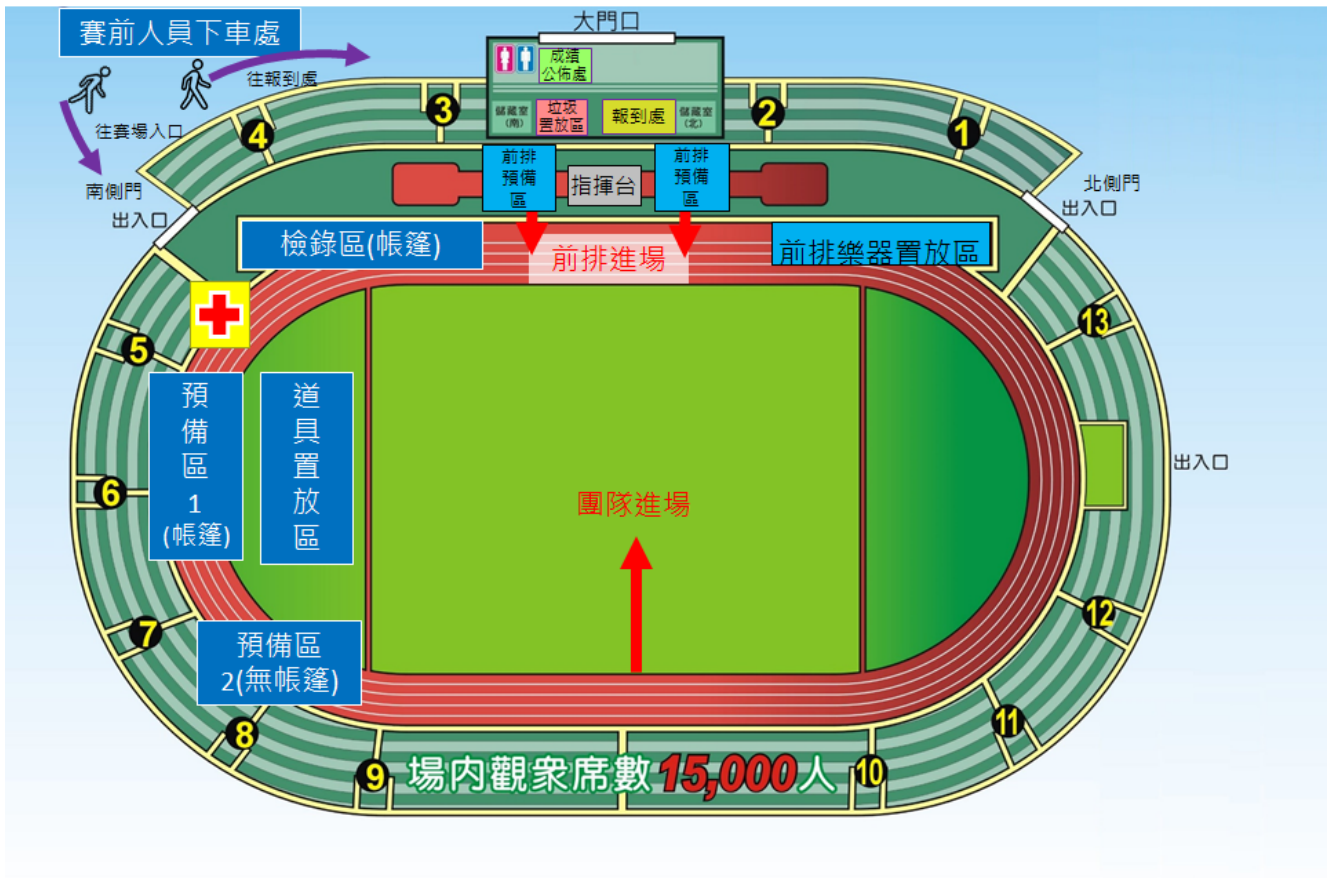 賽前人員下車處
大門口
往報到處
往賽場入口
成績
公佈處
儲藏室
(南)
垃圾
置放區
報到處
儲藏室
(北)
4
3
2
1
前排
預備
區
指揮台
前排
預備
區
南側門
出入口
北側門
出入口
檢錄區(帳篷)
前排進場
前排樂器置放區
5
13
預
備
區
1
(帳篷)
道
具
置
放
區
6
出入口
團隊進場
7
12
預備區
2(無帳篷)
8
11
9
場內觀眾席數15,000人
10